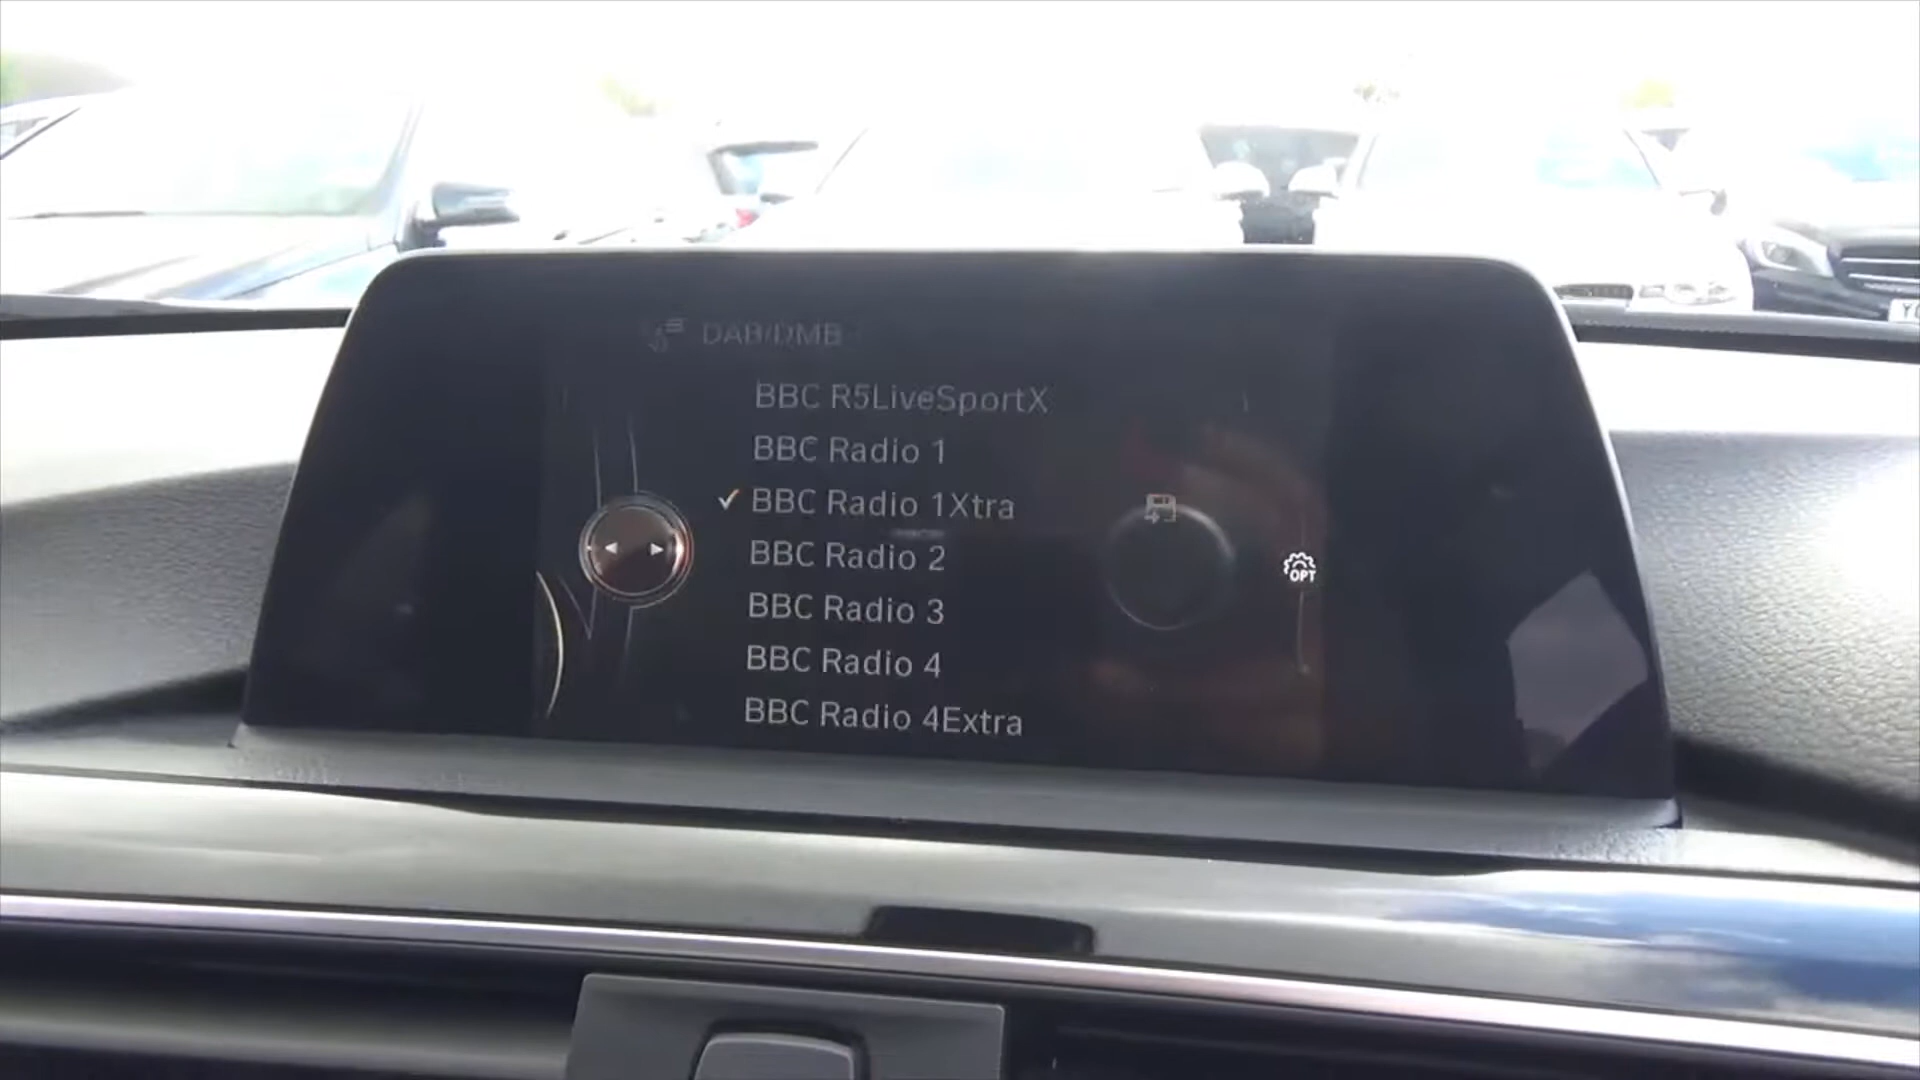 DAB/DMB
BBC R5LiveSportX
BBC Radio 1
BBC Radio 1Xtra
BBC Radio 2
BBC Radio 3
OPT
BBC Radio 4
BBC Radio 4Extra